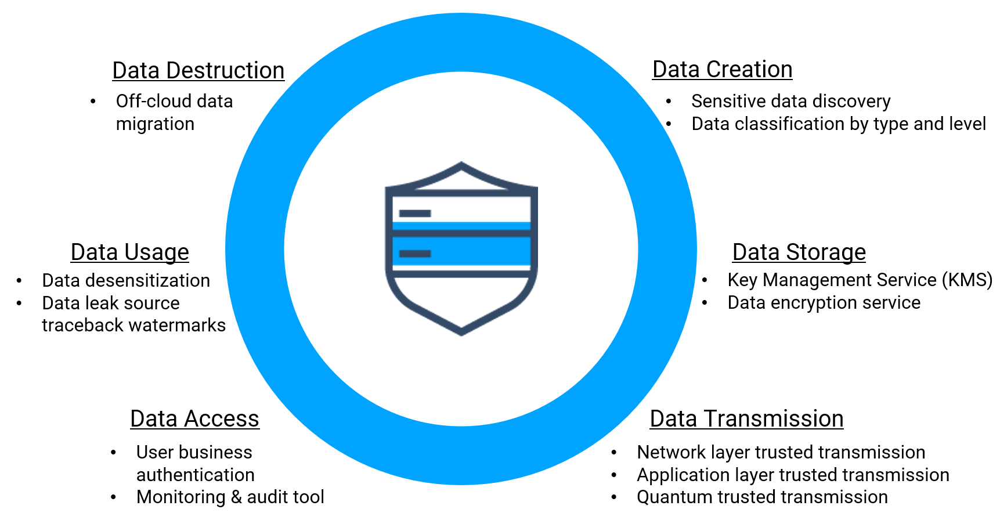 Data Destruction
• Off-cloud data
migration
Data Creation
• Sensitive data discovery
• Data classification by type and level
Data Usage
• Data desensitization
• Data leak source
traceback watermarks
Data Storage
• Key Management Service (KMS)
• Data encryption service
Data Access
• User business
authentication
• Monitoring & audit tool
Data Transmission
• Network layer trusted transmission
• Application layer trusted transmission
• Quantum trusted transmission